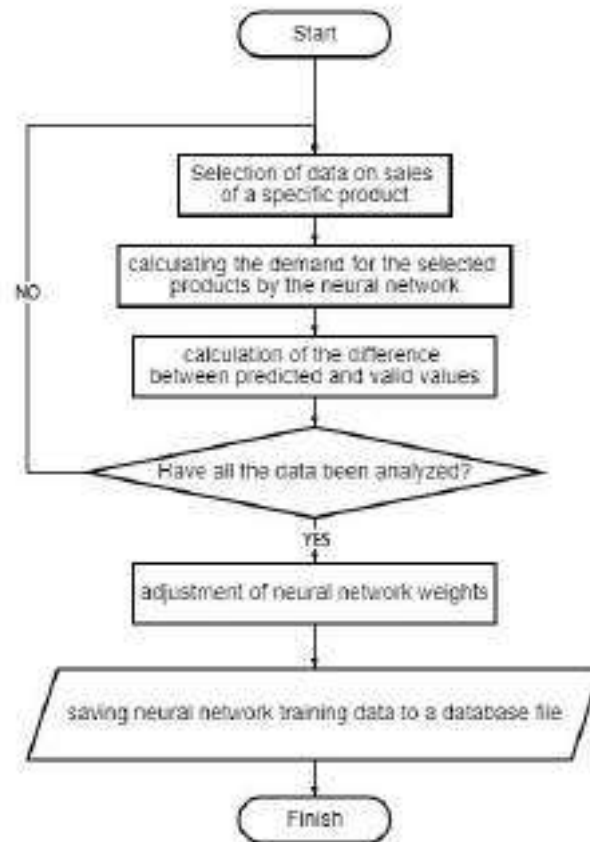 Start
Selection of data on sales
of a specific product
calculating the demand for the selected
products by the neural network
NO
calculation of the difference
between predicted and valid values
Have all the data been analyzed?
YES
adjustment of neural network weights
saving neural network training data to a database file
Finish